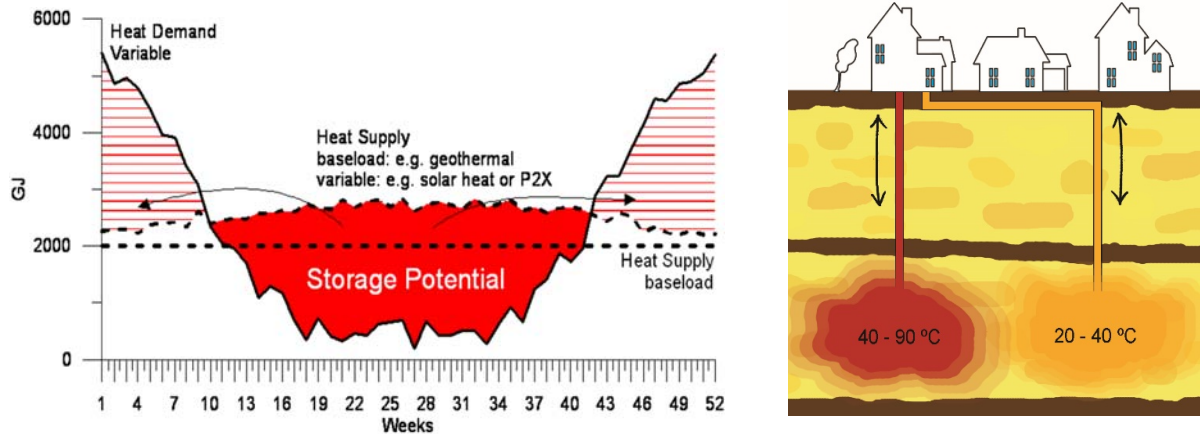 6000
4000
2000
0
GJ
Heat Demand
Variable
Heat Supply
baseload: e.g. geothermal
variable: e.g. solar heat or P2X
Storage Potential
Heat Supply
baseload
1 4 7 10 13 16 19 22 25 28 31 34 37 40 43 46 49 52
Weeks
40 - 90 ºC
20 - 40 ºC